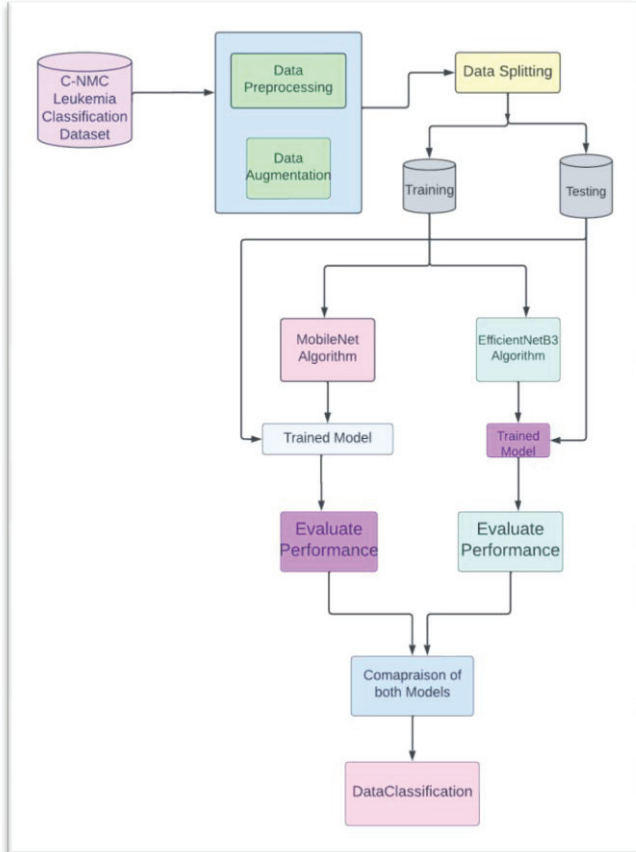 C-NMC
Leukemia
Classification
Dataset
Data
Preprocessing
Data
Augmentation
Data Splitting
Training
Testing
MobileNet
Algorithm
EfficientNetB3
Algorithm
Trained Model
Trained
Model
Evaluate
Performance
Evaluate
Performance
Comapraison of
both Models
DataClassification